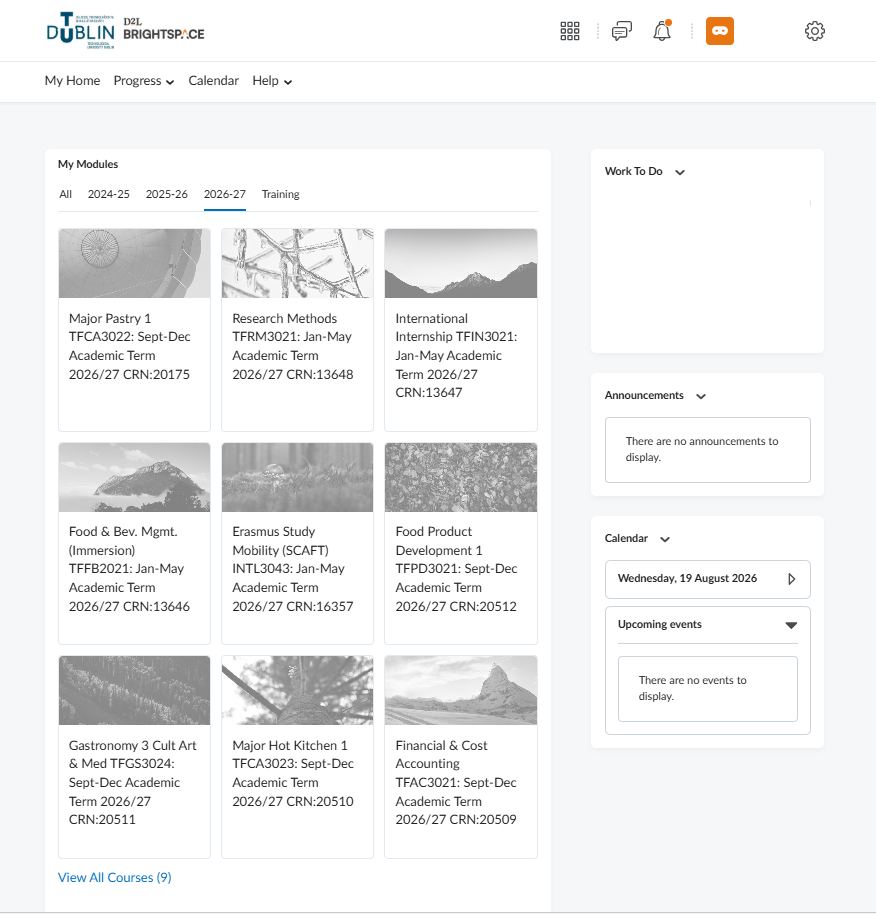 DUBLIN
TECHNOLOGICAL
UNIVERSITY DUBLIN
D2L
BRIGHTSPACE
My Home
Progress
Calendar
Help
My Modules
All
2024-25
2025-26
2026-27
Training
Major Pastry 1
TFCA3022: Sept-Dec
Academic Term
2026/27 CRN:20175
Research Methods
TFRM3021: Jan-May
Academic Term
2026/27 CRN:13648
International
Internship TFIN3021:
Jan-May Academic
Term 2026/27
CRN:13647
Food & Bev. Mgmt.
(Immersion)
TFFB2021: Jan-May
Academic Term
2026/27 CRN:13646
Erasmus Study
Mobility (SCAFT)
INTL3043: Jan-May
Academic Term
2026/27 CRN:16357
Food Product
Development 1
TFPD3021: Sept-Dec
Academic Term
2026/27 CRN:20512
Gastronomy 3 Cult Art
& Med TFGS3024:
Sept-Dec Academic
Term 2026/27
CRN:20511
Major Hot Kitchen 1
TFCA3023: Sept-Dec
Academic Term
2026/27 CRN:20510
Financial & Cost
Accounting
TFAC3021: Sept-Dec
Academic Term
2026/27 CRN:20509
View All Courses (9)
Work To Do
Announcements
There are no announcements to
display.
Calendar
Wednesday, 19 August 2026
Upcoming events
There are no events to
display.